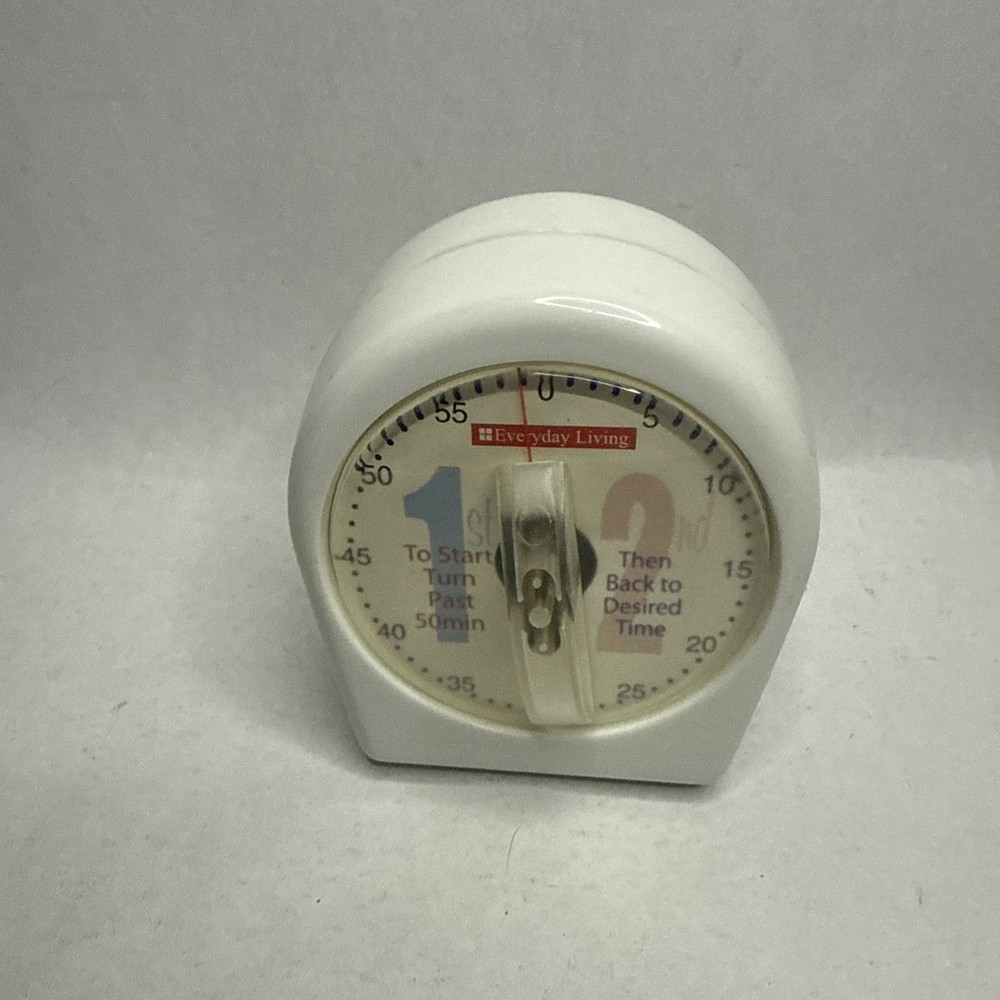 0
55
5
Everyday Living
50
10
1st
2nd
45
15
To Start
Turn
Past
50min
Then
Back to
Desired
Time
40
20
35
25